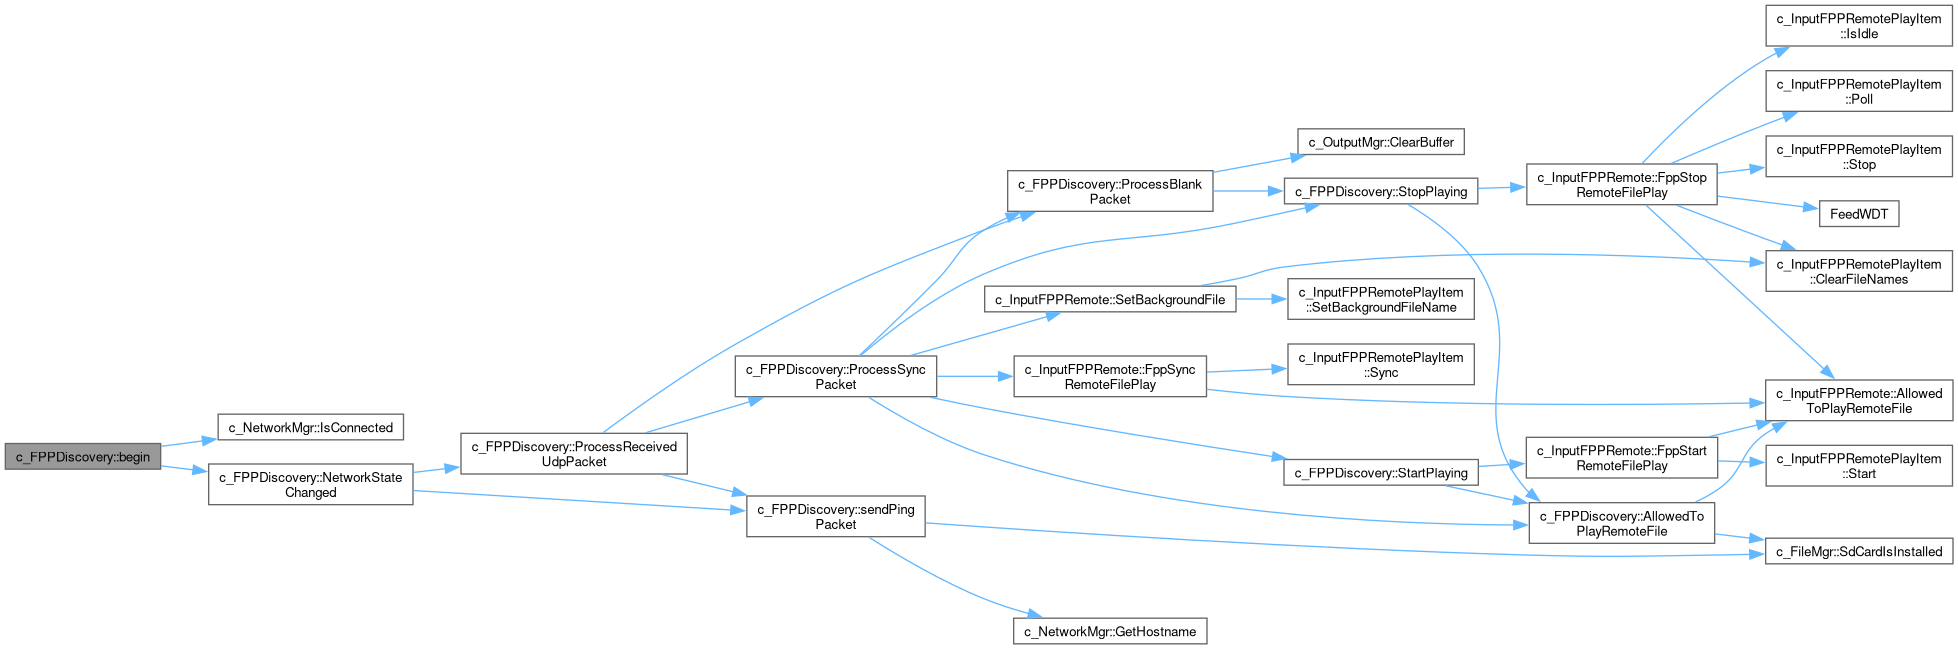 c_FPPDiscovery::begin
c_NetworkMgr::IsConnected
c_FPPDiscovery::NetworkState
Changed
c_FPPDiscovery::ProcessReceived
UdpPacket
c_FPPDiscovery::ProcessSync
Packet
c_FPPDiscovery::sendPing
Packet
c_FPPDiscovery::ProcessBlank
Packet
c_InputFPPRemote::SetBackgroundFile
c_InputFPPRemote::FppSync
RemoteFilePlay
c_NetworkMgr::GetHostname
c_OutputMgr::ClearBuffer
c_FPPDiscovery::StopPlaying
c_InputFPPRemotePlayItem
::SetBackgroundFileName
c_InputFPPRemotePlayItem
::Sync
c_FPPDiscovery::StartPlaying
c_InputFPPRemote::FppStop
RemoteFilePlay
c_InputFPPRemote::FppStart
RemoteFilePlay
c_FPPDiscovery::AllowedTo
PlayRemoteFile
c_InputFPPRemotePlayItem
::IsIdle
c_InputFPPRemotePlayItem
::Poll
c_InputFPPRemotePlayItem
::Stop
FeedWDT
c_InputFPPRemotePlayItem
::ClearFileNames
c_InputFPPRemote::Allowed
ToPlayRemoteFile
c_InputFPPRemotePlayItem
::Start
c_FileMgr::SdCardIsInstalled